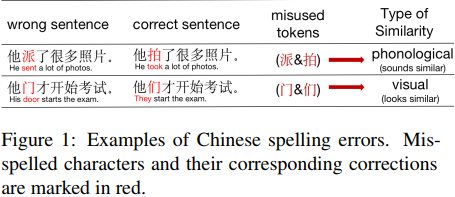 wrong sentence correct sentence misused tokens Type of Similarity
他派了很多照片。 他拍了很多照片。 (派&拍) phonological
He sent a lot of photos. He took a lot of photos. (sounds similar)
他门才开始考试。 他们才开始考试。 (门&们) visual
His door starts the exam. They start the exam. (looks similar)
Figure 1: Examples of Chinese spelling errors. Mis-
spelled characters and their corresponding corrections
are marked in red.